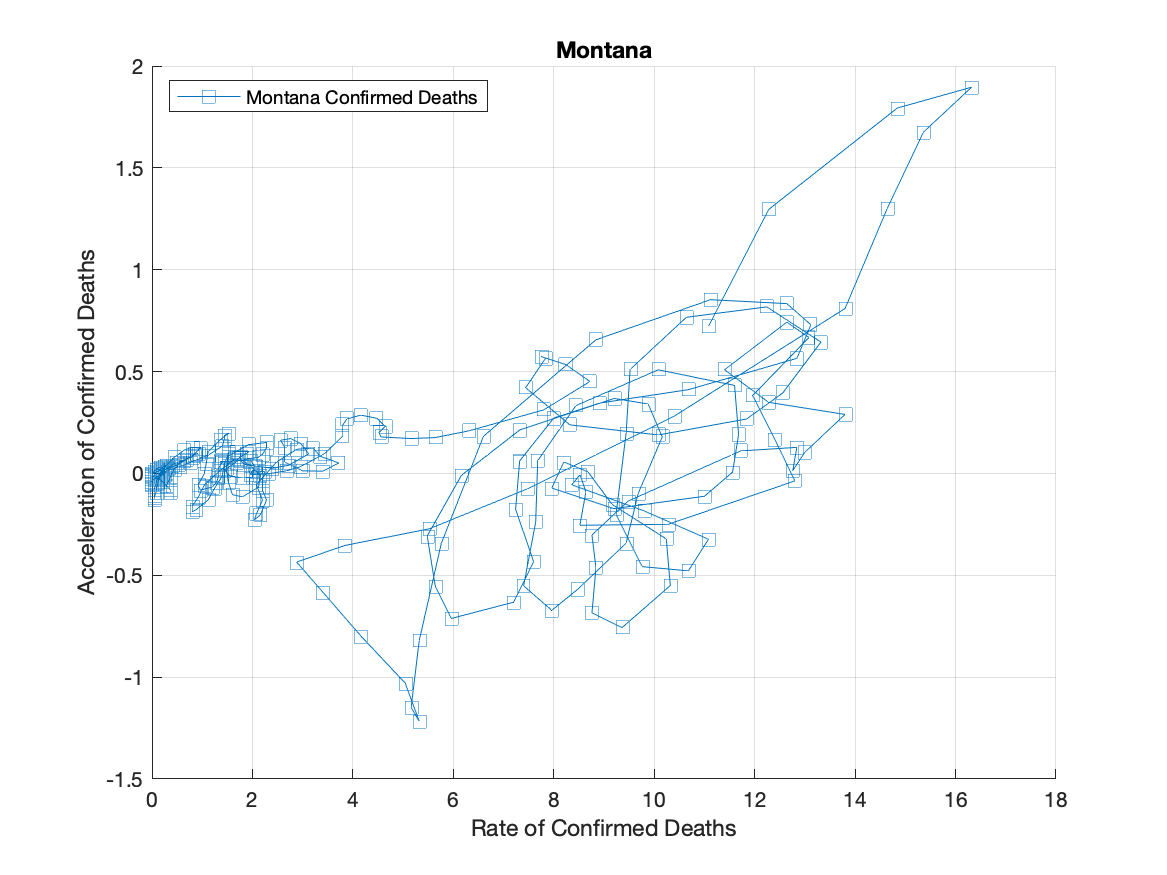 Montana
Montana Confirmed Deaths
2
1.5
1
0.5
0
-0.5
-1
-1.5
Acceleration of Confirmed Deaths
0 2 4 6 8 10 12 14 16 18
Rate of Confirmed Deaths